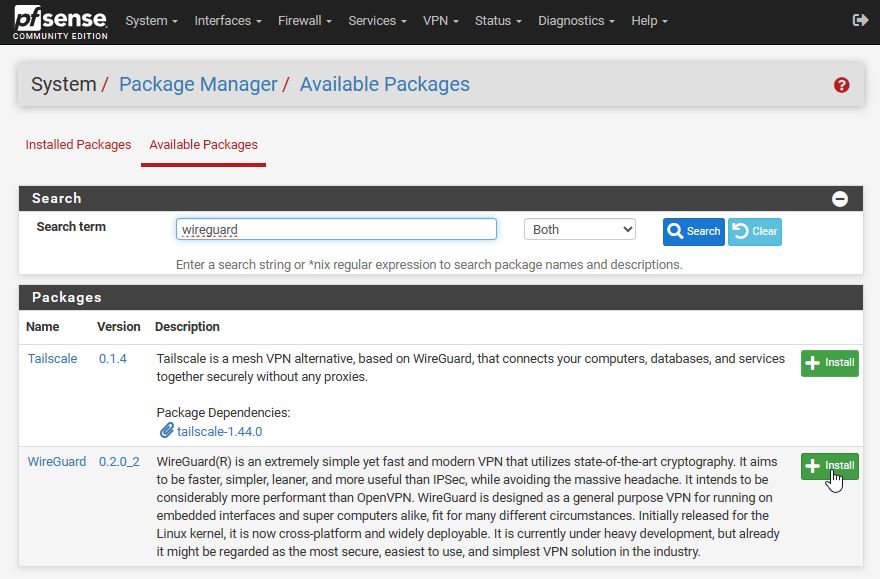 pfsense
COMMUNITY EDITION
System Interfaces Firewall Services VPN Status Diagnostics Help
System / Package Manager / Available Packages
?
Installed Packages Available Packages
Search
Search term wireguard Both Search Clear
Enter a search string or *nix regular expression to search package names and descriptions.
Packages
Name Version Description
Tailscale 0.1.4 Tailscale is a mesh VPN alternative, based on WireGuard, that connects your computers, databases, and services Install
together securely without any proxies.
Package Dependencies:
tailscale-1.44.0
WireGuard 0.2.0_2 WireGuard(R) is an extremely simple yet fast and modern VPN that utilizes state-of-the-art cryptography. It aims Install
to be faster, simpler, leaner, and more useful than IPSec, while avoiding the massive headache. It intends to be
considerably more performant than OpenVPN. WireGuard is designed as a general purpose VPN for running on
embedded interfaces and super computers alike, fit for many different circumstances. Initially released for the
Linux kernel, it is now cross-platform and widely deployable. It is currently under heavy development, but already
it might be regarded as the most secure, easiest to use, and simplest VPN solution in the industry.